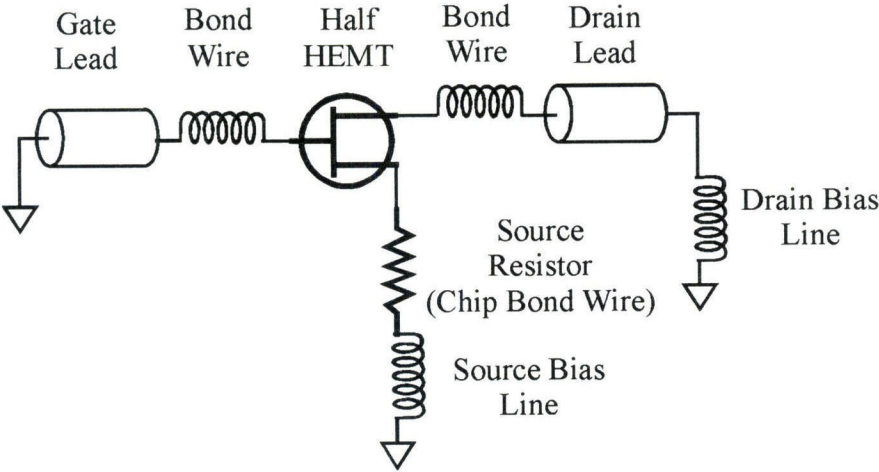 Gate
Lead
Bond
Wire
Half
HEMT
Bond
Wire
Drain
Lead
Drain Bias
Line
Source
Resistor
(Chip Bond Wire)
Source Bias
Line